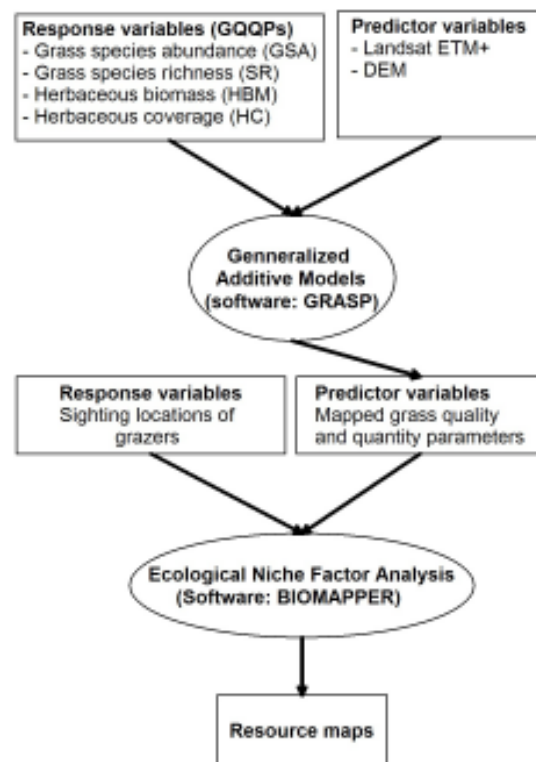 Response variables (GQQPs)
- Grass species abundance (GSA)
- Grass species richness (SR)
- Herbaceous biomass (HBM)
- Herbaceous coverage (HC)
Predictor variables
- Landsat ETM+
- DEM
Genneralized
Additive Models
(software: GRASP)
Response variables
Sighting locations of
grazers
Predictor variables
Mapped grass quality
and quantity parameters
Ecological Niche Factor Analysis
(Software: BIOMAPPER)
Resource maps